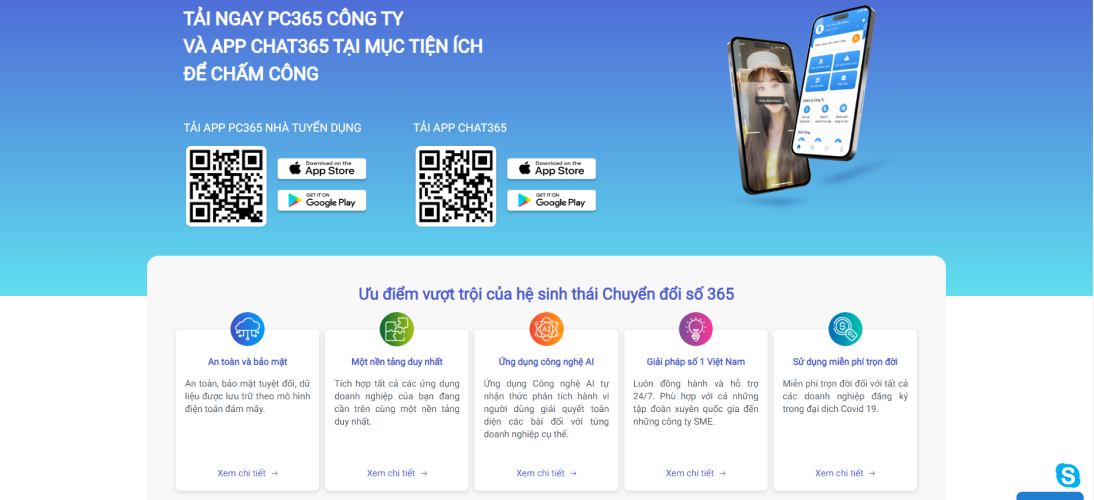 TẢI NGAY PC365 CÔNG TY
VÀ APP CHAT365 TẠI MỤC TIỆN ÍCH
ĐỂ CHẤM CÔNG
TẢI APP PC365 NHÀ TUYỂN DỤNG
TẢI APP CHAT365
Download on the
App Store
GET IT ON
Google Play
Download on the
App Store
GET IT ON
Google Play
Ưu điểm vượt trội của hệ sinh thái Chuyển đổi số 365
An toàn và bảo mật
An toàn, bảo mật tuyệt đối, dữ
liệu được lưu trữ theo mô hình
điện toán đám mây.
Xem chi tiết →
Một nền tảng duy nhất
Tích hợp tất cả các ứng dụng
doanh nghiệp của bạn đang
cần trên cùng một nền tảng
duy nhất.
Xem chi tiết →
AI
Ứng dụng công nghệ AI
Ứng dụng Công nghệ AI tự
nhận thức phân tích hành vi
người dùng giải quyết toàn
diện các bài đối với từng
doanh nghiệp cụ thể.
Xem chi tiết →
Giải pháp số 1 Việt Nam
Luôn đồng hành và hỗ trợ
24/7. Phù hợp với cả những
tập đoàn xuyên quốc gia đến
những công ty SME.
Xem chi tiết →
Sử dụng miễn phí trọn đời
Miễn phí trọn đời đối với tất cả
các doanh nghiệp đăng ký
trong đại dịch Covid 19.
Xem chi tiết →